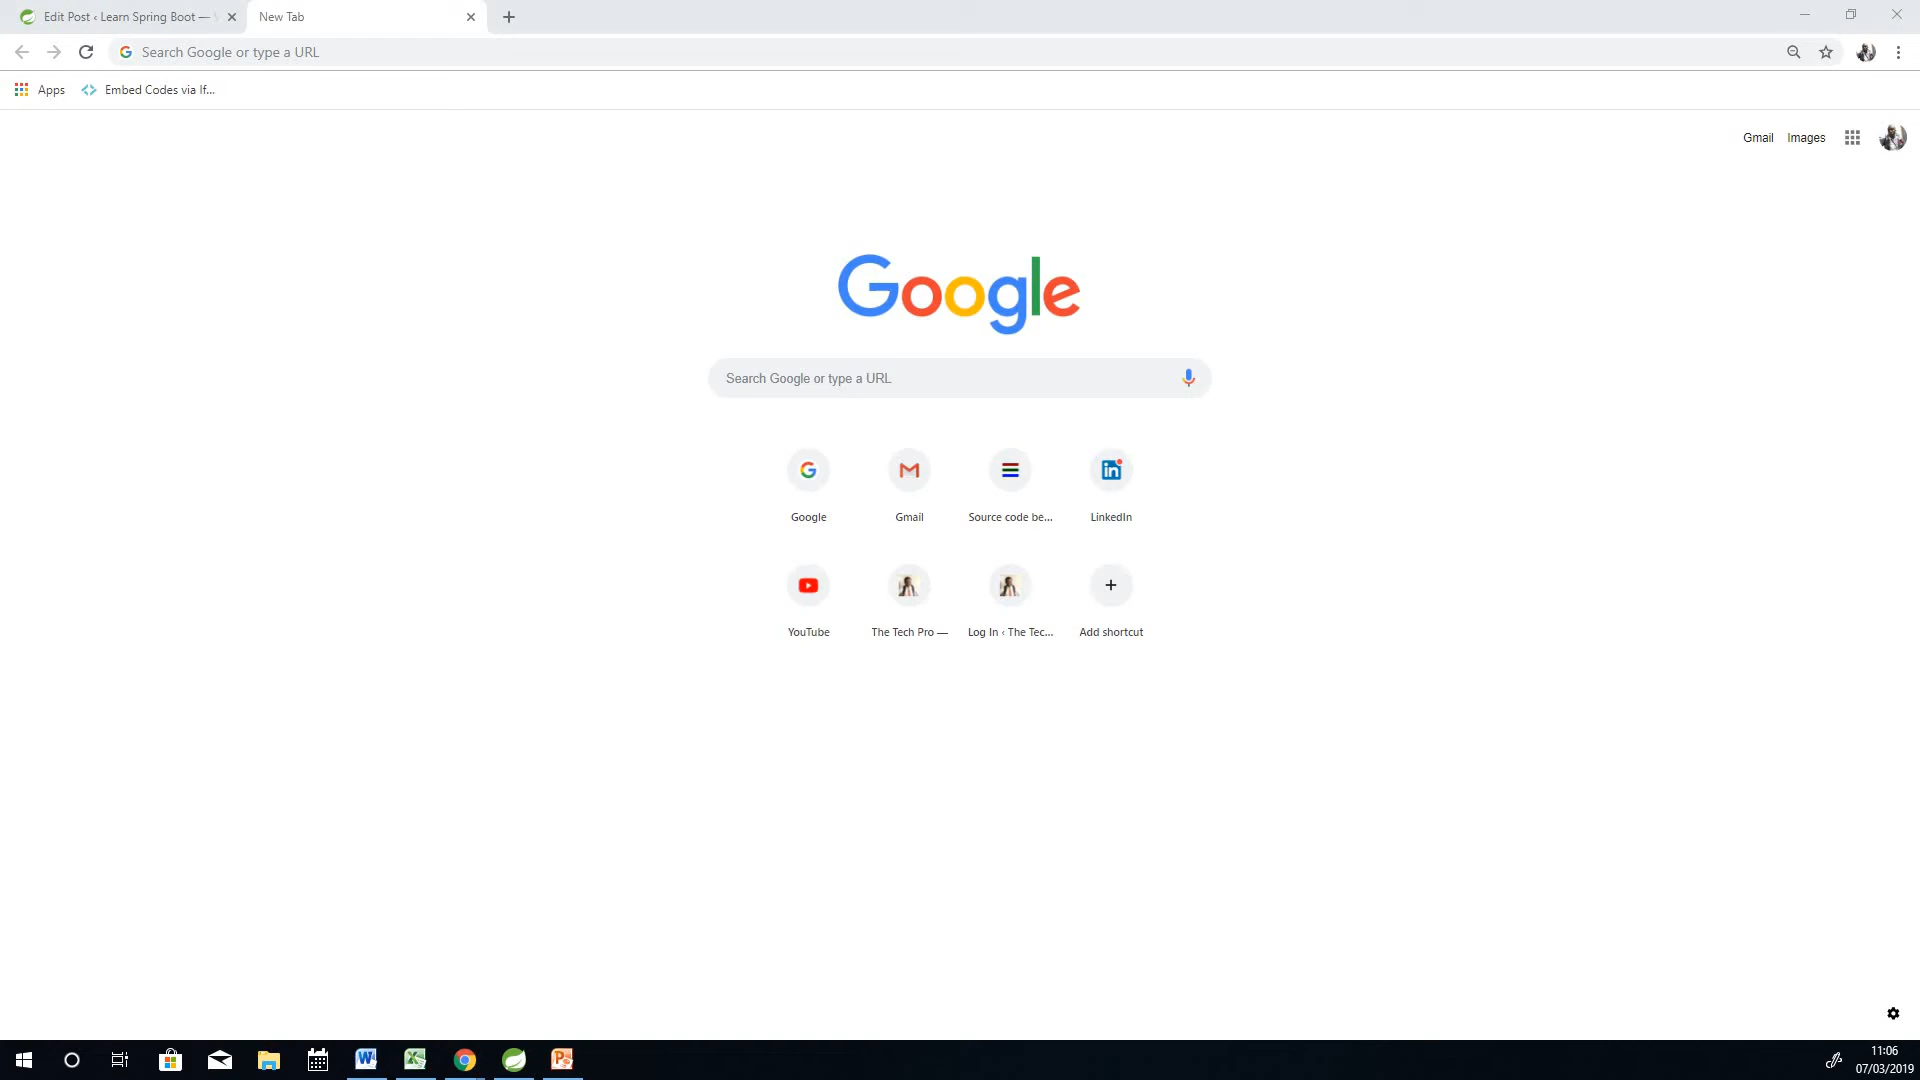 Edit Post ‹ Learn Spring Boot —
New Tab
Search Google or type a URL
Apps
Embed Codes via If...
Gmail
Images
Google
Search Google or type a URL
Google
Gmail
Source code be...
LinkedIn
YouTube
The Tech Pro —
Log In ‹ The Tec...
Add shortcut
11:06
07/03/2019